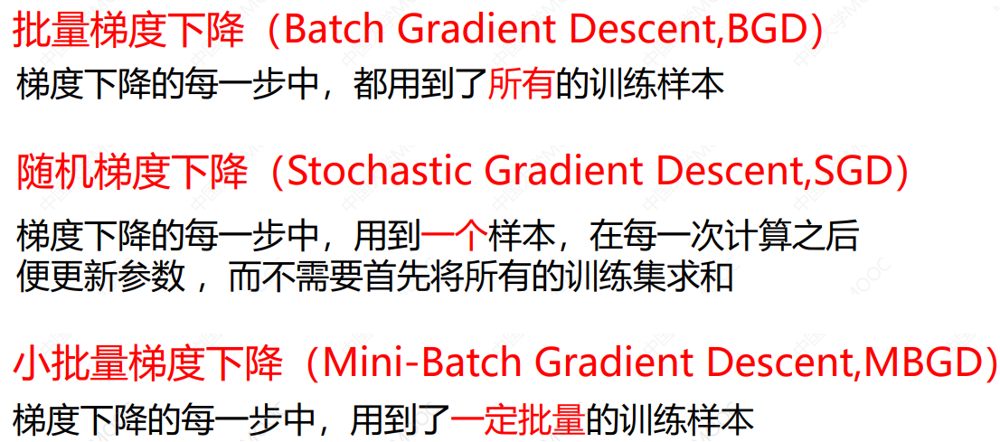 批量梯度下降（Batch Gradient Descent,BGD）
梯度下降的每一步中，都用到了所有的训练样本
随机梯度下降（Stochastic Gradient Descent,SGD）
梯度下降的每一步中，用到一个样本，在每一次计算之后
便更新参数 ，而不需要首先将所有的训练集求和
小批量梯度下降（Mini-Batch Gradient Descent,MBGD）
梯度下降的每一步中，用到了一定批量的训练样本